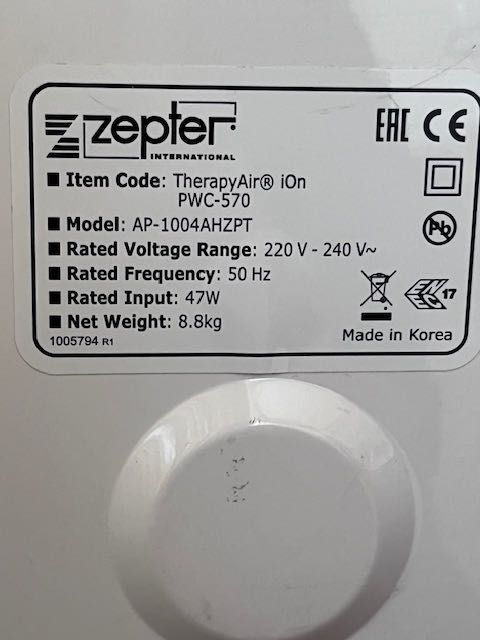 zepter
INTERNATIONAL
EAC CE
■ Item Code: TherapyAir® iOn
PWC-570
■ Model: AP-1004AHZPT
Pb
■ Rated Voltage Range: 220 V - 240 V~
■ Rated Frequency: 50 Hz
■ Rated Input: 47W
17
■ Net Weight: 8.8kg
1005794 R1
Made in Korea